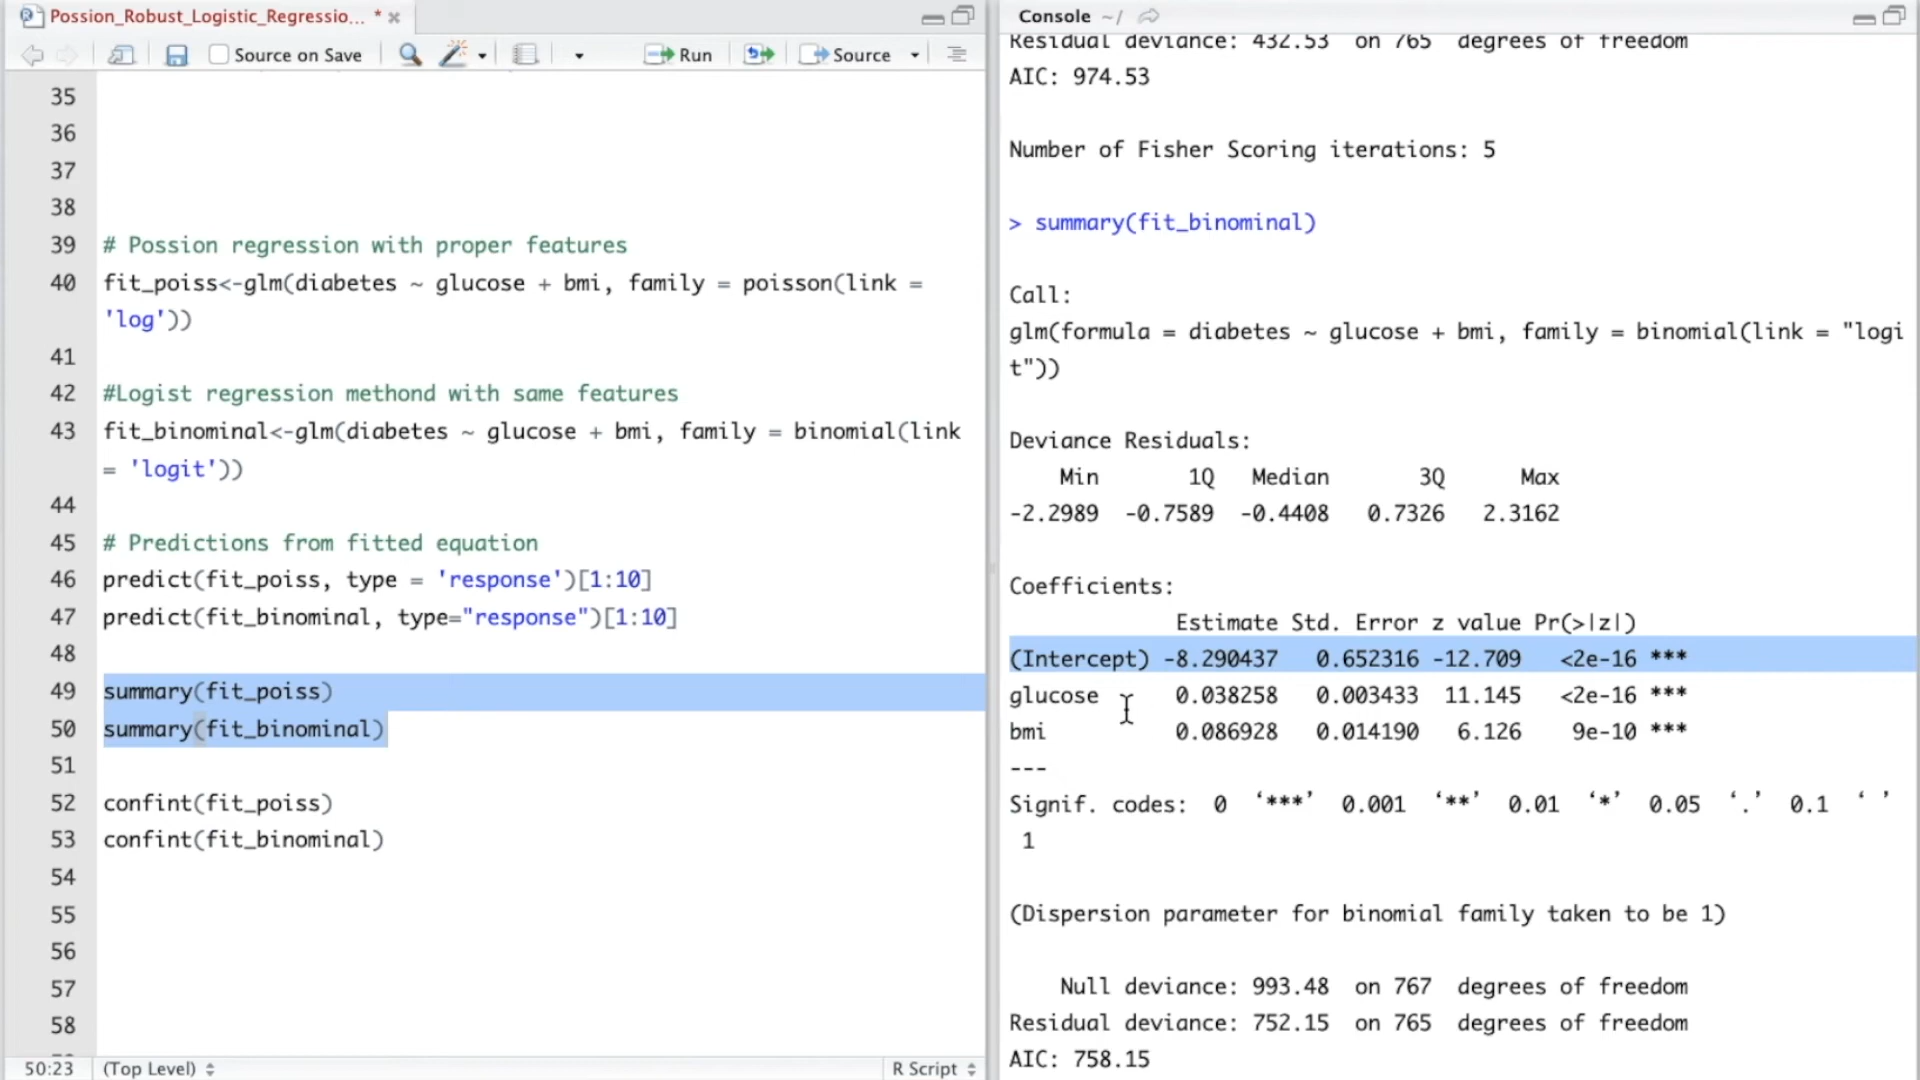 Possion_Robust_Logistic_Regressio... *
Source on Save
Run
Source
35
36
37
38
39 # Possion regression with proper features
40 fit_poiss<-glm(diabetes ~ glucose + bmi, family = poisson(link =
'log'))
41
42 #Logist regression methond with same features
43 fit_binominal<-glm(diabetes ~ glucose + bmi, family = binomial(link
= 'logit'))
44
45 # Predictions from fitted equation
46 predict(fit_poiss, type = 'response')[1:10]
47 predict(fit_binominal, type="response")[1:10]
48
49 summary(fit_poiss)
50 summary(fit_binominal)
51
52 confint(fit_poiss)
53 confint(fit_binominal)
54
55
56
57
58
50:23 (Top Level) R Script
Console ~/
Residual deviance: 432.53 on 765 degrees of freedom
AIC: 974.53
Number of Fisher Scoring iterations: 5
> summary(fit_binominal)
Call:
glm(formula = diabetes ~ glucose + bmi, family = binomial(link = "logi
t"))
Deviance Residuals:
Min 1Q Median 3Q Max
-2.2989 -0.7589 -0.4408 0.7326 2.3162
Coefficients:
Estimate Std. Error z value Pr(>|z|)
(Intercept) -8.290437 0.652316 -12.709 <2e-16 ***
glucose 0.038258 0.003433 11.145 <2e-16 ***
bmi 0.086928 0.014190 6.126 9e-10 ***
---
Signif. codes: 0 ‘***’ 0.001 ‘**’ 0.01 ‘*’ 0.05 ‘.’ 0.1 ‘ ’
1
(Dispersion parameter for binomial family taken to be 1)
Null deviance: 993.48 on 767 degrees of freedom
Residual deviance: 752.15 on 765 degrees of freedom
AIC: 758.15